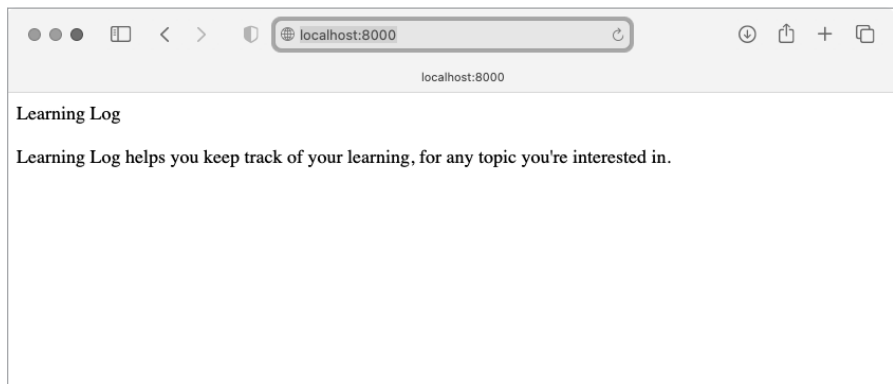 localhost:8000
localhost:8000
Learning Log
Learning Log helps you keep track of your learning, for any topic you're interested in.